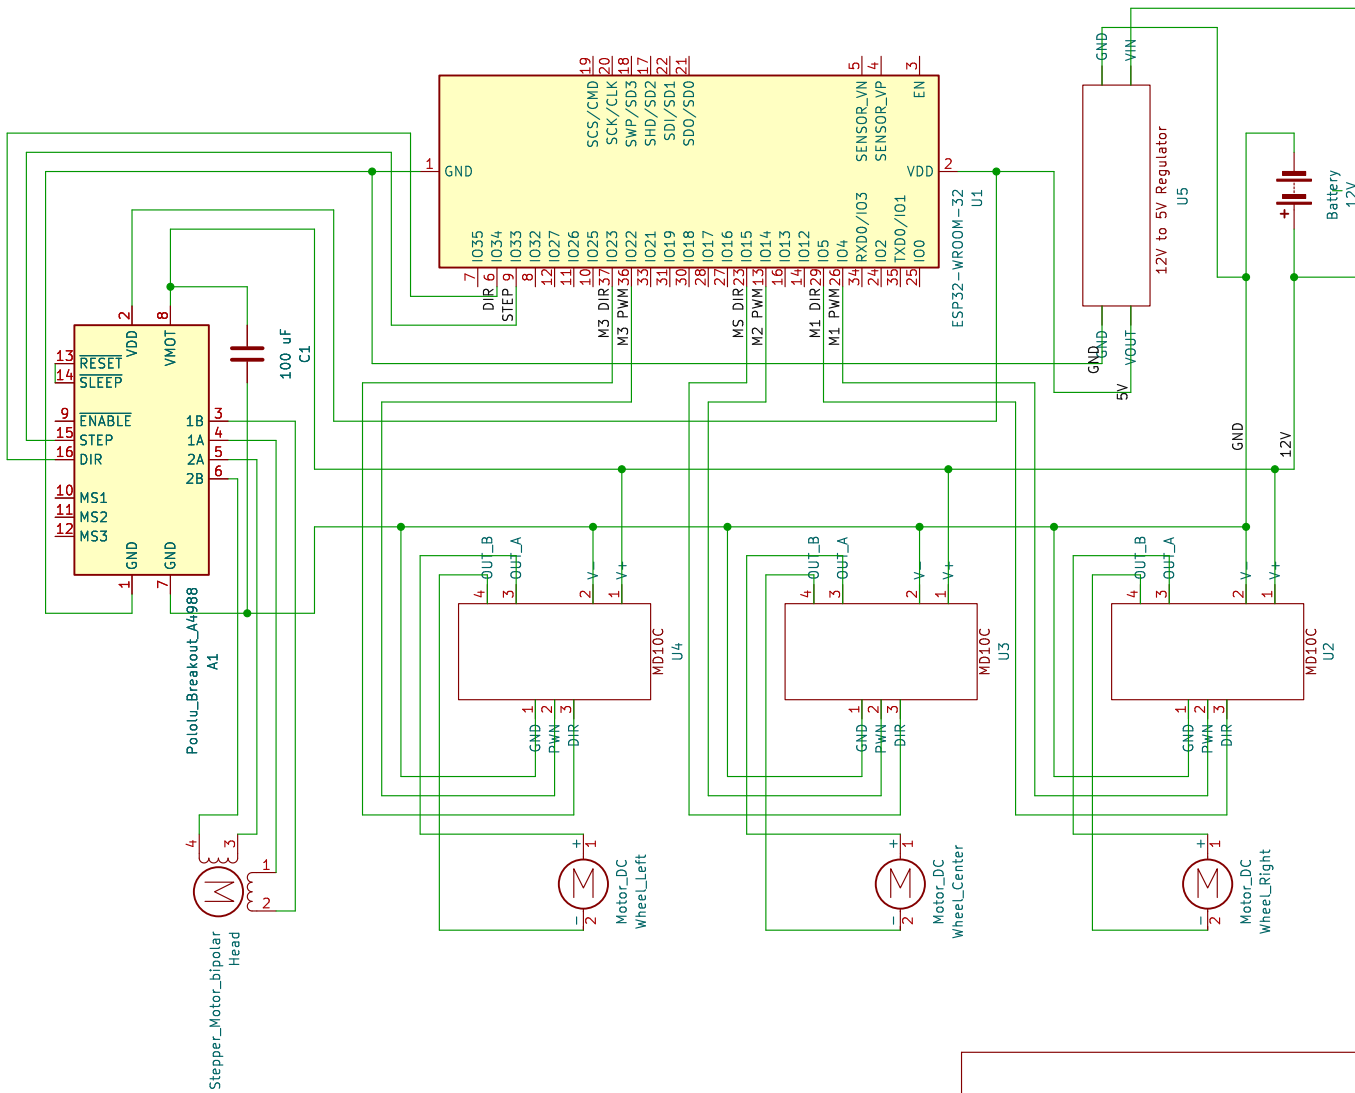 19
20
18
17
22
21
SCS/CMD
SCK/CLK
SWP/SD3
SHD/SD2
SDI/SD1
SDO/SD0
5
4
3
SENSOR_VN
SENSOR_VP
EN
1
GND
VDD
2
ESP32-WROOM-32
U1
IO35
IO34
IO33
IO32
IO27
IO26
IO25
IO23
IO22
IO21
IO19
IO18
IO17
IO16
IO15
IO14
IO13
IO12
IO5
IO4
RXD0/IO3
IO2
TXD0/IO1
IO0
7
6
9
8
12
11
10
37
36
33
31
30
28
27
23
13
16
14
29
26
34
24
35
25
DIR
STEP
M3 DIR
M3 PWM
MS DIR
M2 PWM
M1 DIR
M1 PWM
GND
VIN
12V to 5V Regulator
U5
GND
VOUT
GND
5V
+
Battery
12V
GND
12V
2
8
VDD
VMOT
13
RESET
14
SLEEP
9
ENABLE
15
STEP
16
DIR
10
MS1
11
MS2
12
MS3
1B
3
1A
4
2A
5
2B
6
GND
GND
1
7
Pololu_Breakout_A4988
A1
100 uF
C1
OUT_B
OUT_A
V-
V+
4
3
2
1
MD10C
U4
1
2
3
GND
PWN
DIR
OUT_B
OUT_A
V-
V+
4
3
2
1
MD10C
U3
1
2
3
GND
PWN
DIR
OUT_B
OUT_A
V-
V+
4
3
2
1
MD10C
U2
1
2
3
GND
PWN
DIR
4
3
1
2
M
Stepper_Motor_bipolar
Head
+
1
M
-
2
Motor_DC
Wheel_Left
+
1
M
-
2
Motor_DC
Wheel_Center
+
1
M
-
2
Motor_DC
Wheel_Right